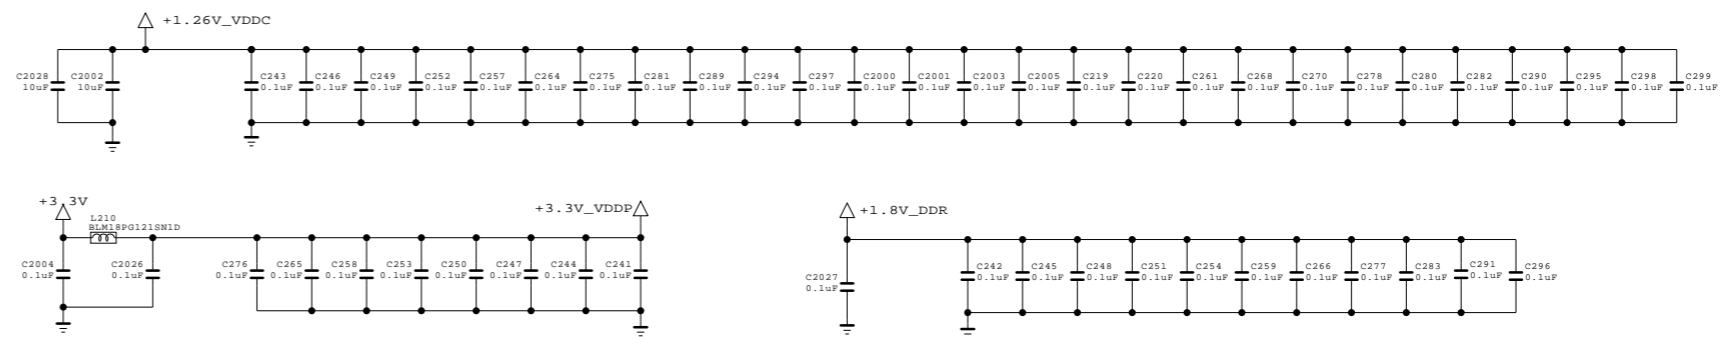 +1.26V_VDDC
C2028 C2002 C243 C246 C249 C252 C257 C264 C275 C281 C289 C294 C297 C2000 C2001 C2003 C2005 C219 C220 C261 C268 C270 C278 C280 C282 C290 C295 C298 C299
10uF 10uF 0.1uF 0.1uF 0.1uF 0.1uF 0.1uF 0.1uF 0.1uF 0.1uF 0.1uF 0.1uF 0.1uF 0.1uF 0.1uF 0.1uF 0.1uF 0.1uF 0.1uF 0.1uF 0.1uF 0.1uF 0.1uF 0.1uF 0.1uF 0.1uF 0.1uF 0.1uF 0.1uF
+3.3V
L210
BLM18PG121SN1D
+3.3V_VDDP
C2004 C2026 C276 C265 C258 C253 C250 C247 C244 C241
0.1uF 0.1uF 0.1uF 0.1uF 0.1uF 0.1uF 0.1uF 0.1uF 0.1uF 0.1uF
+1.8V_DDR
C2027
0.1uF
C242 C245 C248 C251 C254 C259 C266 C277 C283 C291 C296
0.1uF 0.1uF 0.1uF 0.1uF 0.1uF 0.1uF 0.1uF 0.1uF 0.1uF 0.1uF 0.1uF